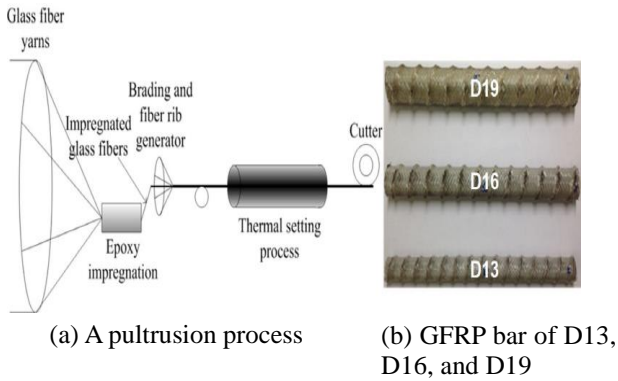 Glass fiber
yarns
Impregnated
glass fibers
Brading and
fiber rib
generator
Cutter
Epoxy
impregnation
Thermal setting
process
D19
D16
D13
(a) A pultrusion process
(b) GFRP bar of D13,
D16, and D19